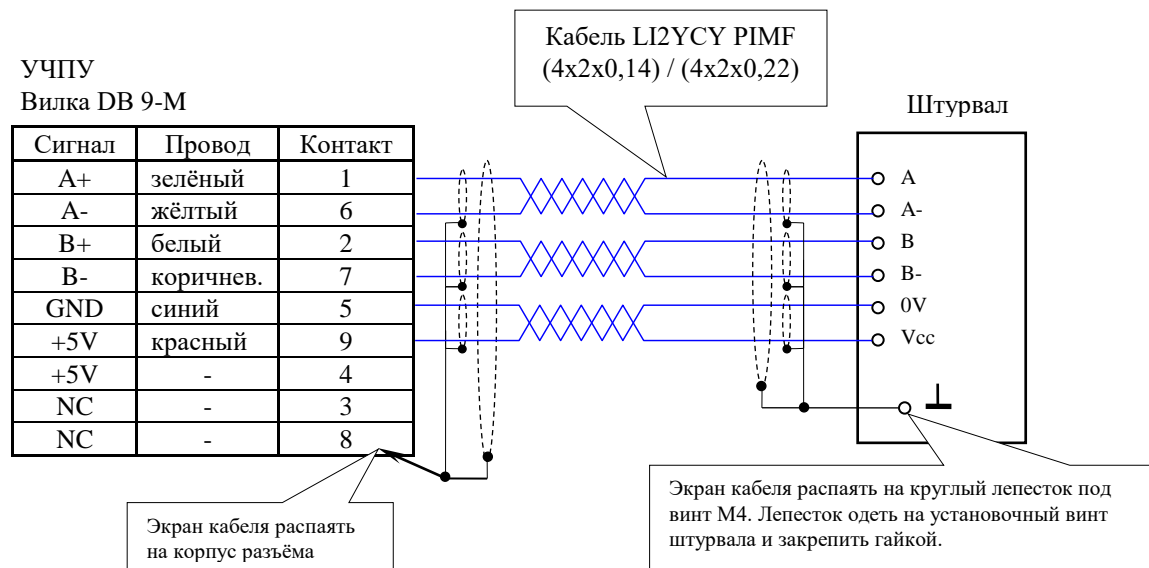 Кабель LI2YCY PIMF
(4x2x0,14) / (4x2x0,22)
УЧПУ
Вилка DB 9-M
Штурвал
Сигнал Провод Контакт
A+ зелёный 1
A- жёлтый 6
B+ белый 2
B- коричнев. 7
GND синий 5
+5V красный 9
+5V - 4
NC - 3
NC - 8
A
A-
B
B-
0V
Vcc
Экран кабеля распаять
на корпус разъёма
Экран кабеля распаять на круглый лепесток под
винт М4. Лепесток одеть на установочный винт
штурвала и закрепить гайкой.